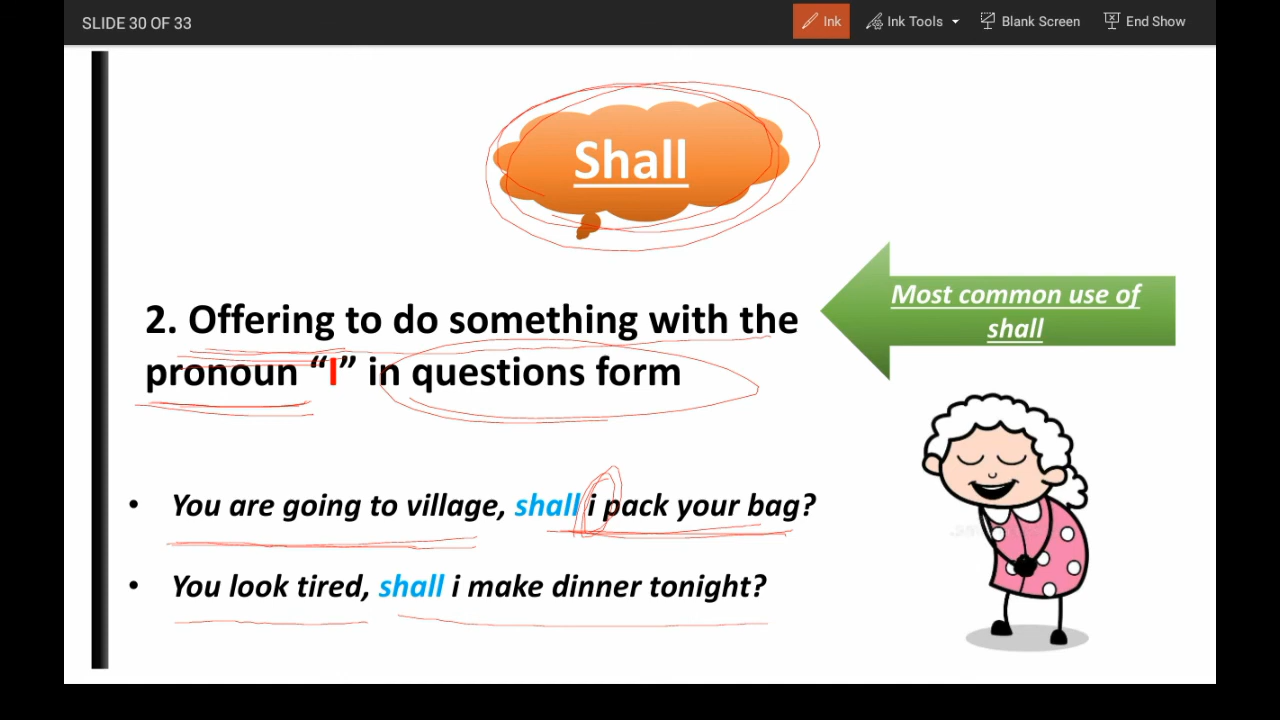 SLIDE 30 OF 33
Ink
Ink Tools
Blank Screen
End Show
Shall
2. Offering to do something with the
pronoun “I” in questions form
Most common use of
shall
• You are going to village, shall i pack your bag?
• You look tired, shall i make dinner tonight?